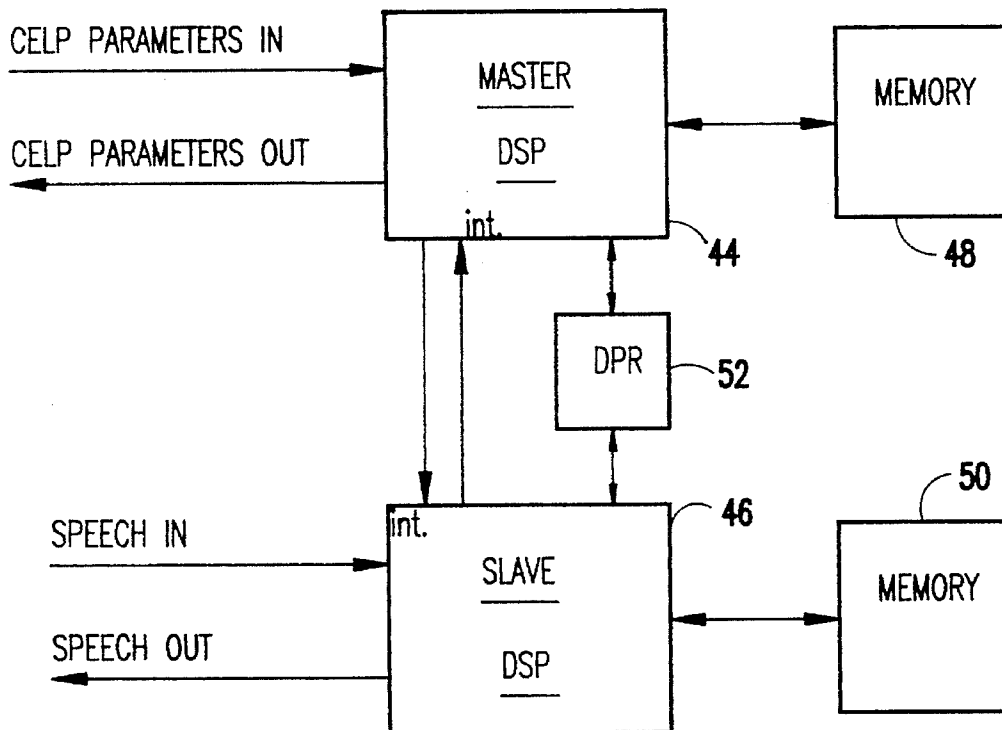 CELP PARAMETERS IN
MASTER
DSP
MEMORY
CELP PARAMETERS OUT
int.
44
48
DPR
52
50
int.
46
SPEECH IN
SLAVE
DSP
MEMORY
SPEECH OUT